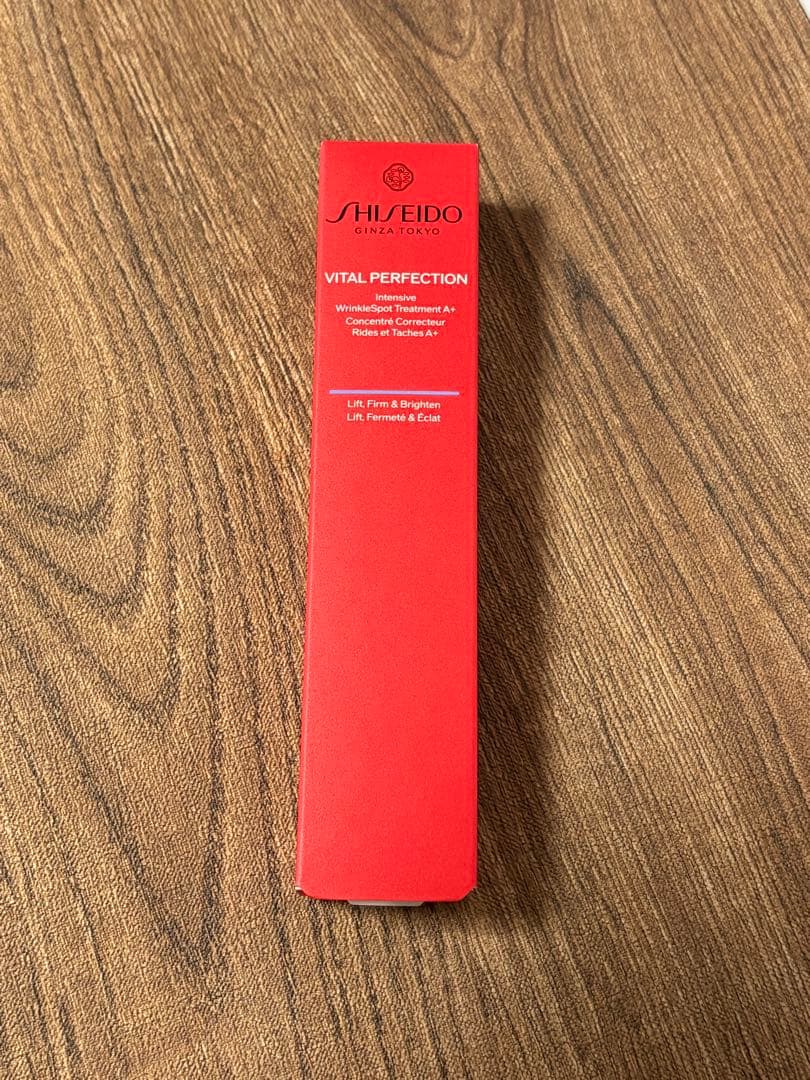 SHISEIDO
GINZA TOKYO
VITAL PERFECTION
Intensive
WrinkleSpot Treatment A+
Concentré Correcteur
Rides et Taches A+
Lift, Firm & Brighten
Lift, Fermeté & Éclat